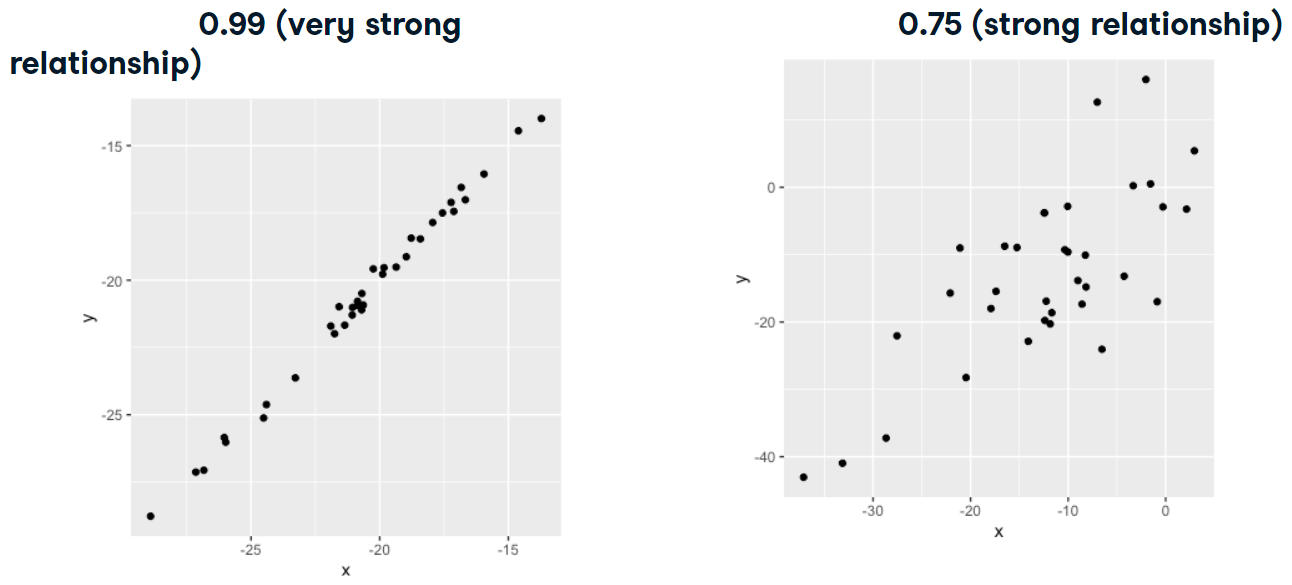 0.99 (very strong
relationship)
-15
-20
-25
y
-25 -20 -15
x
0.75 (strong relationship)
0
-20
-40
y
-30 -20 -10 0
x